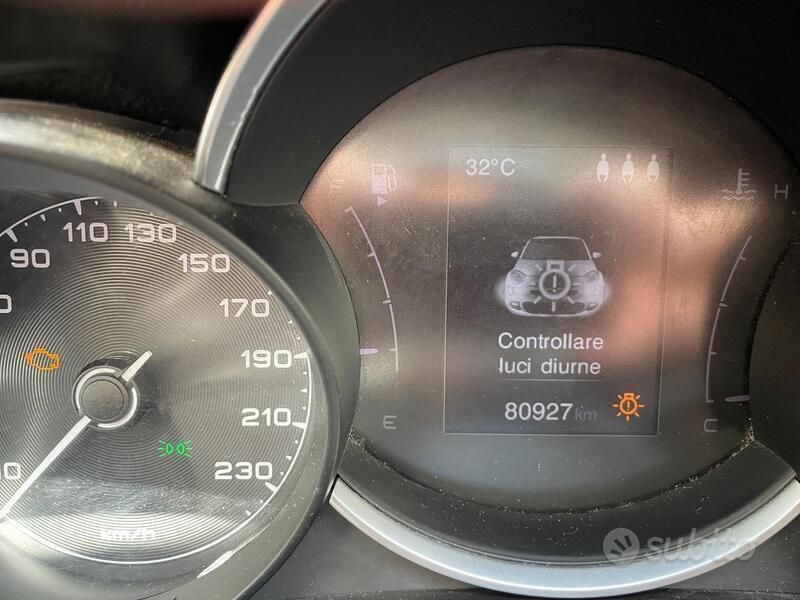 90
110
130
150
170
190
210
230
km/h
32°C
F
H
Controllare
luci diurne
80927 km
E
C
subito